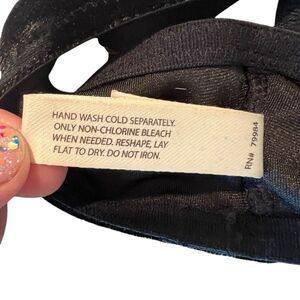 HAND WASH COLD SEPARATELY.
ONLY NON-CHLORINE BLEACH
WHEN NEEDED. RESHAPE, LAY
FLAT TO DRY. DO NOT IRON.
RN# 79984